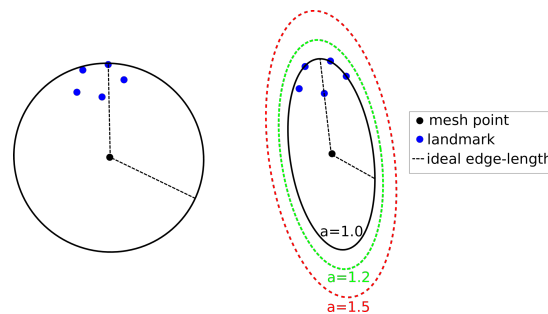 mesh point
landmark
ideal edge-length
a=1.0
a=1.2
a=1.5